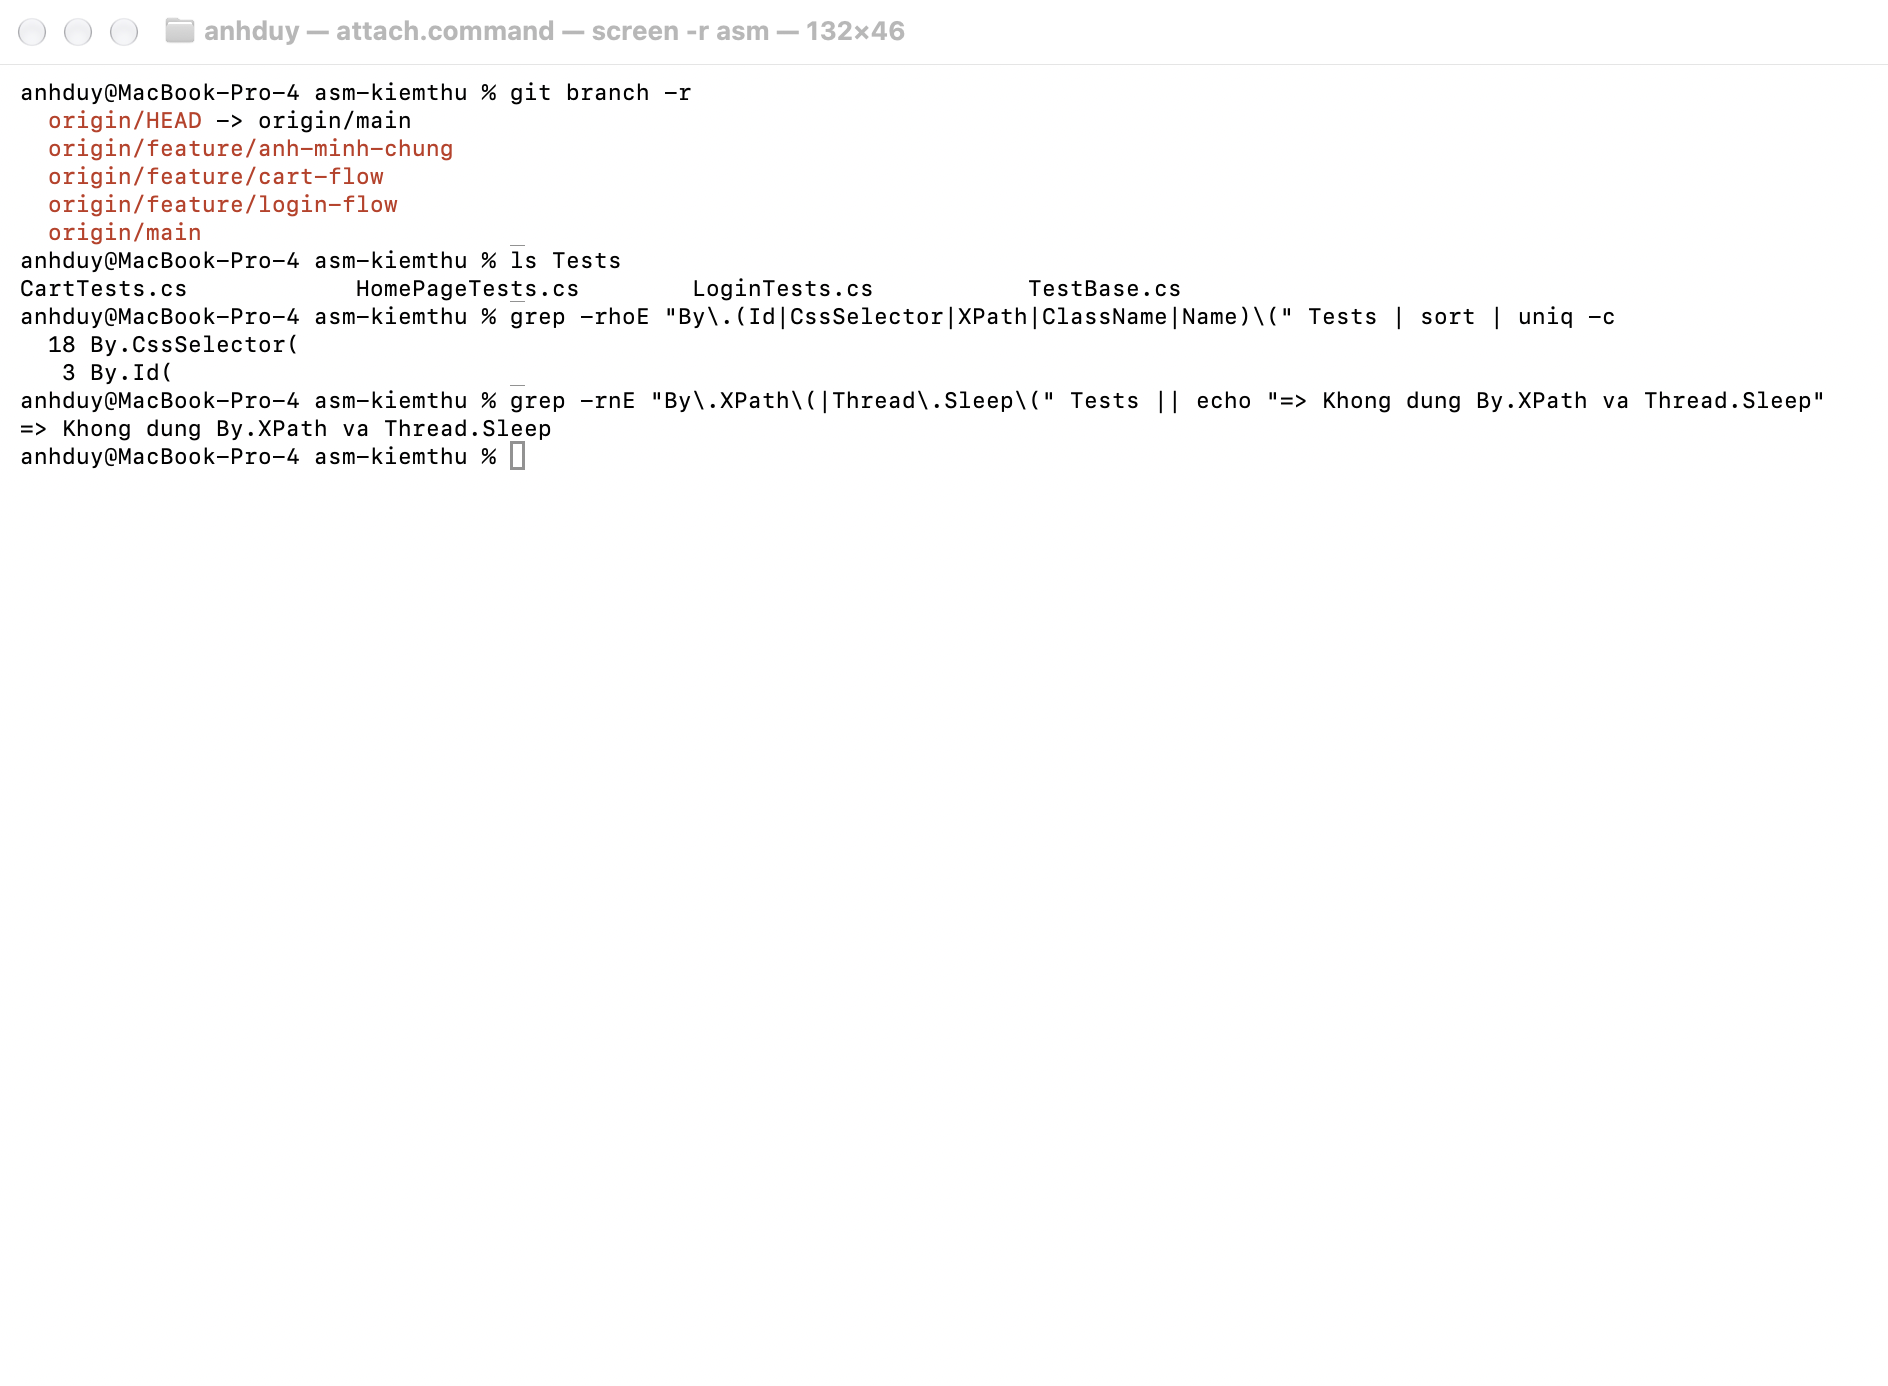 anhduy — attach.command — screen -r asm — 132×46
anhduy@MacBook-Pro-4 asm-kiemthu % git branch -r
  origin/HEAD -> origin/main
  origin/feature/anh-minh-chung
  origin/feature/cart-flow
  origin/feature/login-flow
  origin/main
anhduy@MacBook-Pro-4 asm-kiemthu % ls Tests
CartTests.cs            HomePageTests.cs        LoginTests.cs           TestBase.cs
anhduy@MacBook-Pro-4 asm-kiemthu % grep -rhoE "By\.(Id|CssSelector|XPath|ClassName|Name)\(" Tests | sort | uniq -c
  18 By.CssSelector(
   3 By.Id(
anhduy@MacBook-Pro-4 asm-kiemthu % grep -rnE "By\.XPath\(|Thread\.Sleep\(" Tests || echo "=> Khong dung By.XPath va Thread.Sleep"
=> Khong dung By.XPath va Thread.Sleep
anhduy@MacBook-Pro-4 asm-kiemthu %